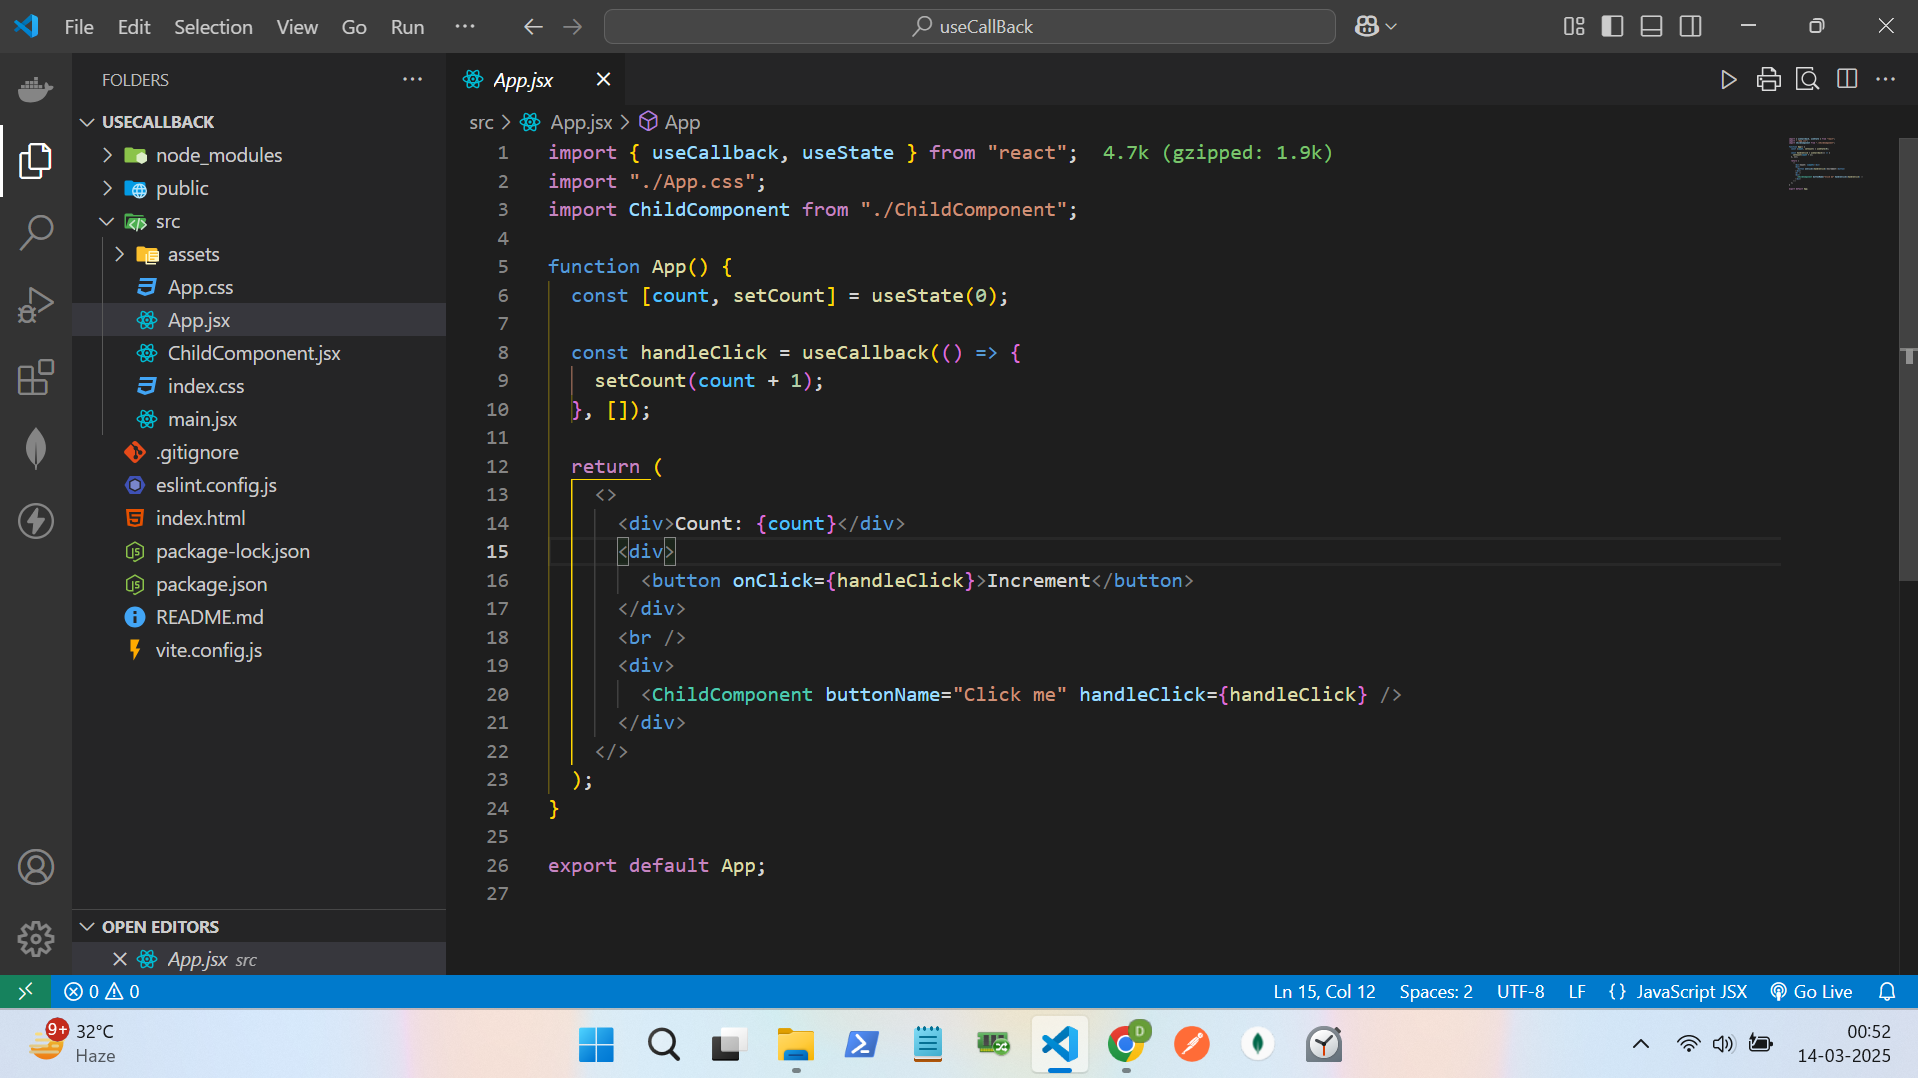 File Edit Selection View Go Run ··· useCallBack
FOLDERS ···
USECALLBACK
node_modules
public
src
assets
App.css
App.jsx
ChildComponent.jsx
index.css
main.jsx
.gitignore
eslint.config.js
index.html
package-lock.json
package.json
README.md
vite.config.js
OPEN EDITORS
App.jsx src
App.jsx
src > App.jsx > App
1 import { useCallback, useState } from "react"; 4.7k (gzipped: 1.9k)
2 import "./App.css";
3 import ChildComponent from "./ChildComponent";
4
5 function App() {
6   const [count, setCount] = useState(0);
7
8   const handleClick = useCallback(() => {
9     setCount(count + 1);
10   }, []);
11
12   return (
13     <>
14       <div>Count: {count}</div>
15       <div>
16         <button onClick={handleClick}>Increment</button>
17       </div>
18       <br />
19       <div>
20         <ChildComponent buttonName="Click me" handleClick={handleClick} />
21       </div>
22     </>
23   );
24 }
25
26 export default App;
27
0 0 Ln 15, Col 12 Spaces: 2 UTF-8 LF {} JavaScript JSX Go Live
9+ 32°C
Haze
D
00:52
14-03-2025